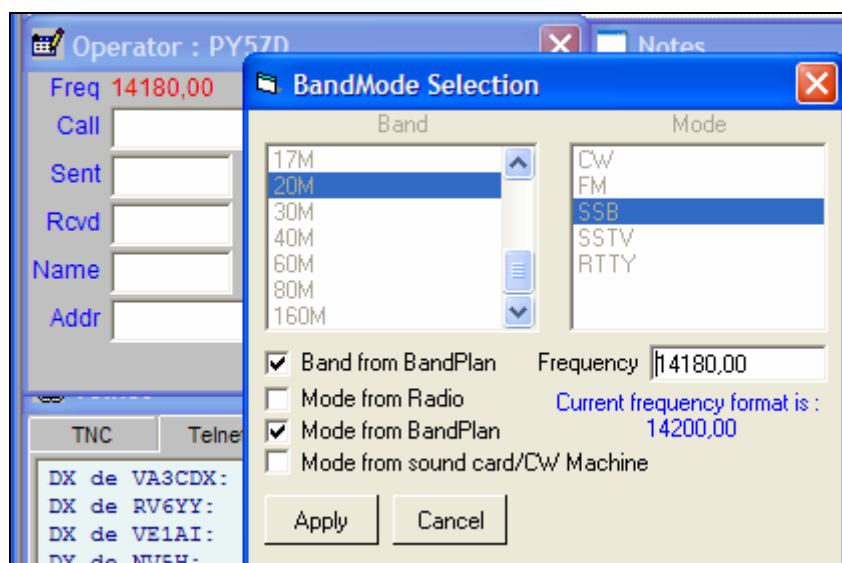 Operator : PY5ZD
Notes
Freq 14180,00
Call
Sent
Rcvd
Name
Addr
BandMode Selection
Band
Mode
17M
20M
30M
40M
60M
80M
160M
CW
FM
SSB
SSTV
RTTY
Band from BandPlan
Frequency 14180,00
Mode from Radio
Current frequency format is :
14200,00
Mode from BandPlan
Mode from sound card/CW Machine
Apply
Cancel
TNC
DX de VA3CDX:
DX de RV6YY:
DX de VE1AI:
DX de NV5H: